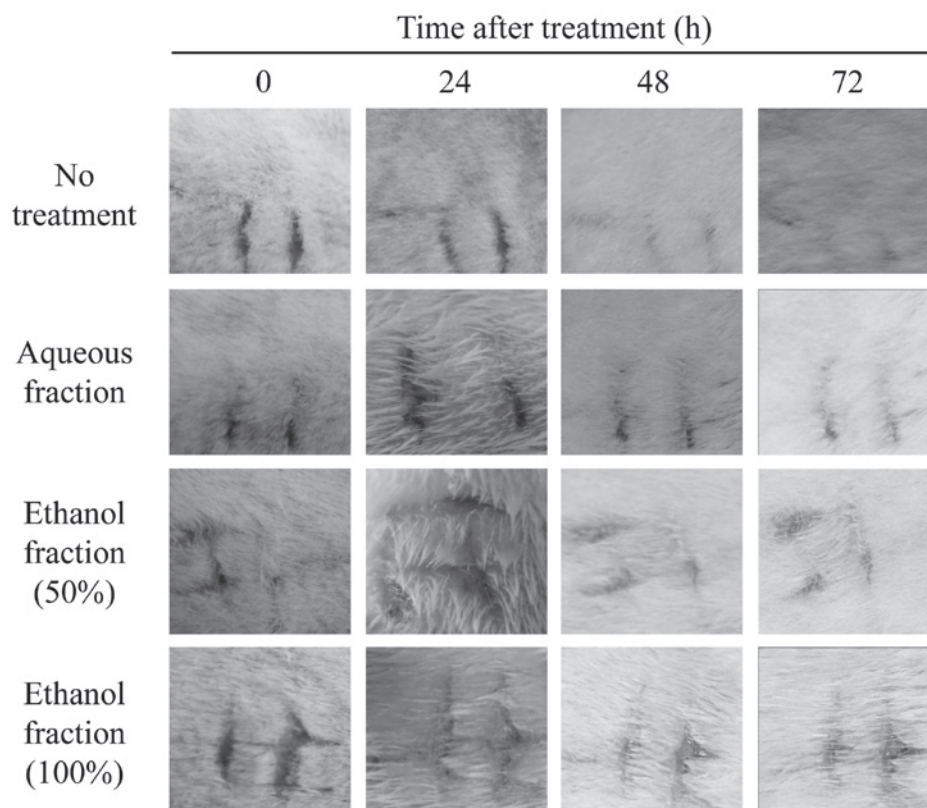 Time after treatment (h)
0 24 48 72
No
treatment
Aqueous
fraction
Ethanol
fraction
(50%)
Ethanol
fraction
(100%)